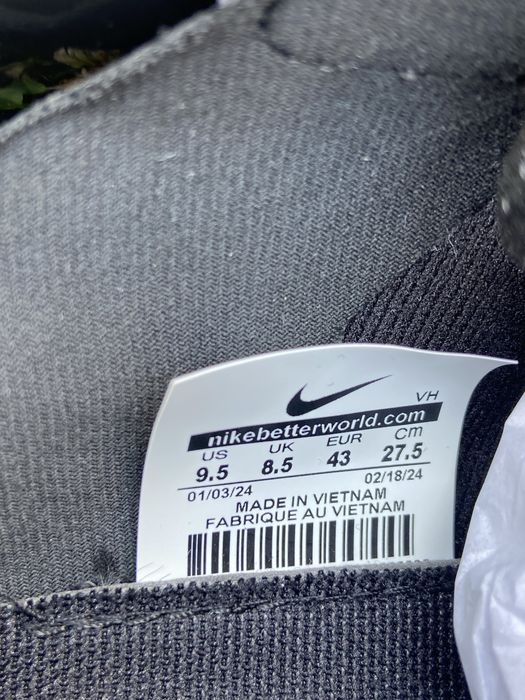 VH
nikebetterworld.com
US UK EUR Cm
9.5 8.5 43 27.5
01/03/24 02/18/24
MADE IN VIETNAM
FABRIQUE AU VIETNAM